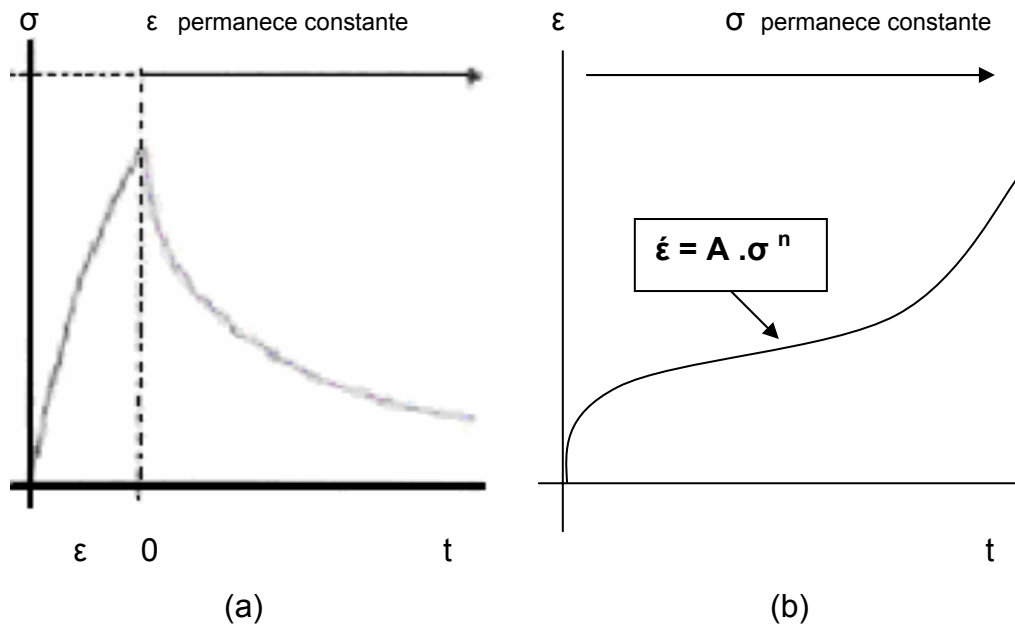 σ ε permanece constante
ε σ permanece constante
έ = A .σ ⁿ
ε 0 t
t
(a)
(b)